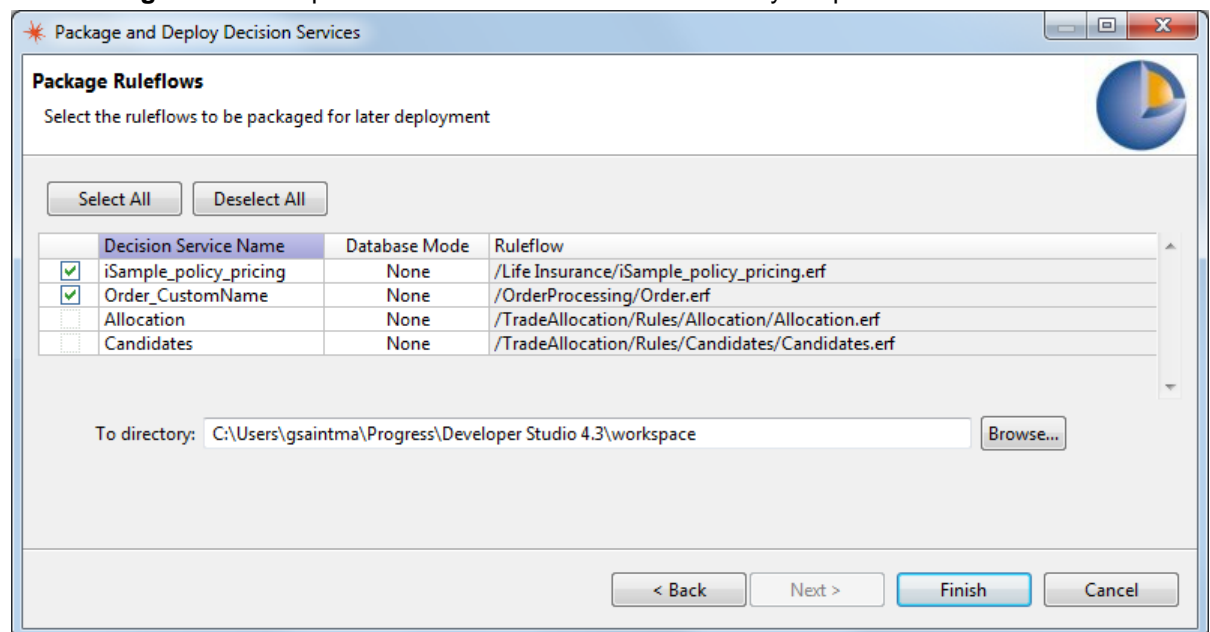 Package and Deploy Decision Services
Package Ruleflows
Select the ruleflows to be packaged for later deployment
Select All Deselect All
Decision Service Name Database Mode Ruleflow
iSample_policy_pricing None /Life Insurance/iSample_policy_pricing.erf
Order_CustomName None /OrderProcessing/Order.erf
Allocation None /TradeAllocation/Rules/Allocation/Allocation.erf
Candidates None /TradeAllocation/Rules/Candidates/Candidates.erf
To directory: C:\Users\gsaintma\Progress\Developer Studio 4.3\workspace Browse...
< Back Next > Finish Cancel